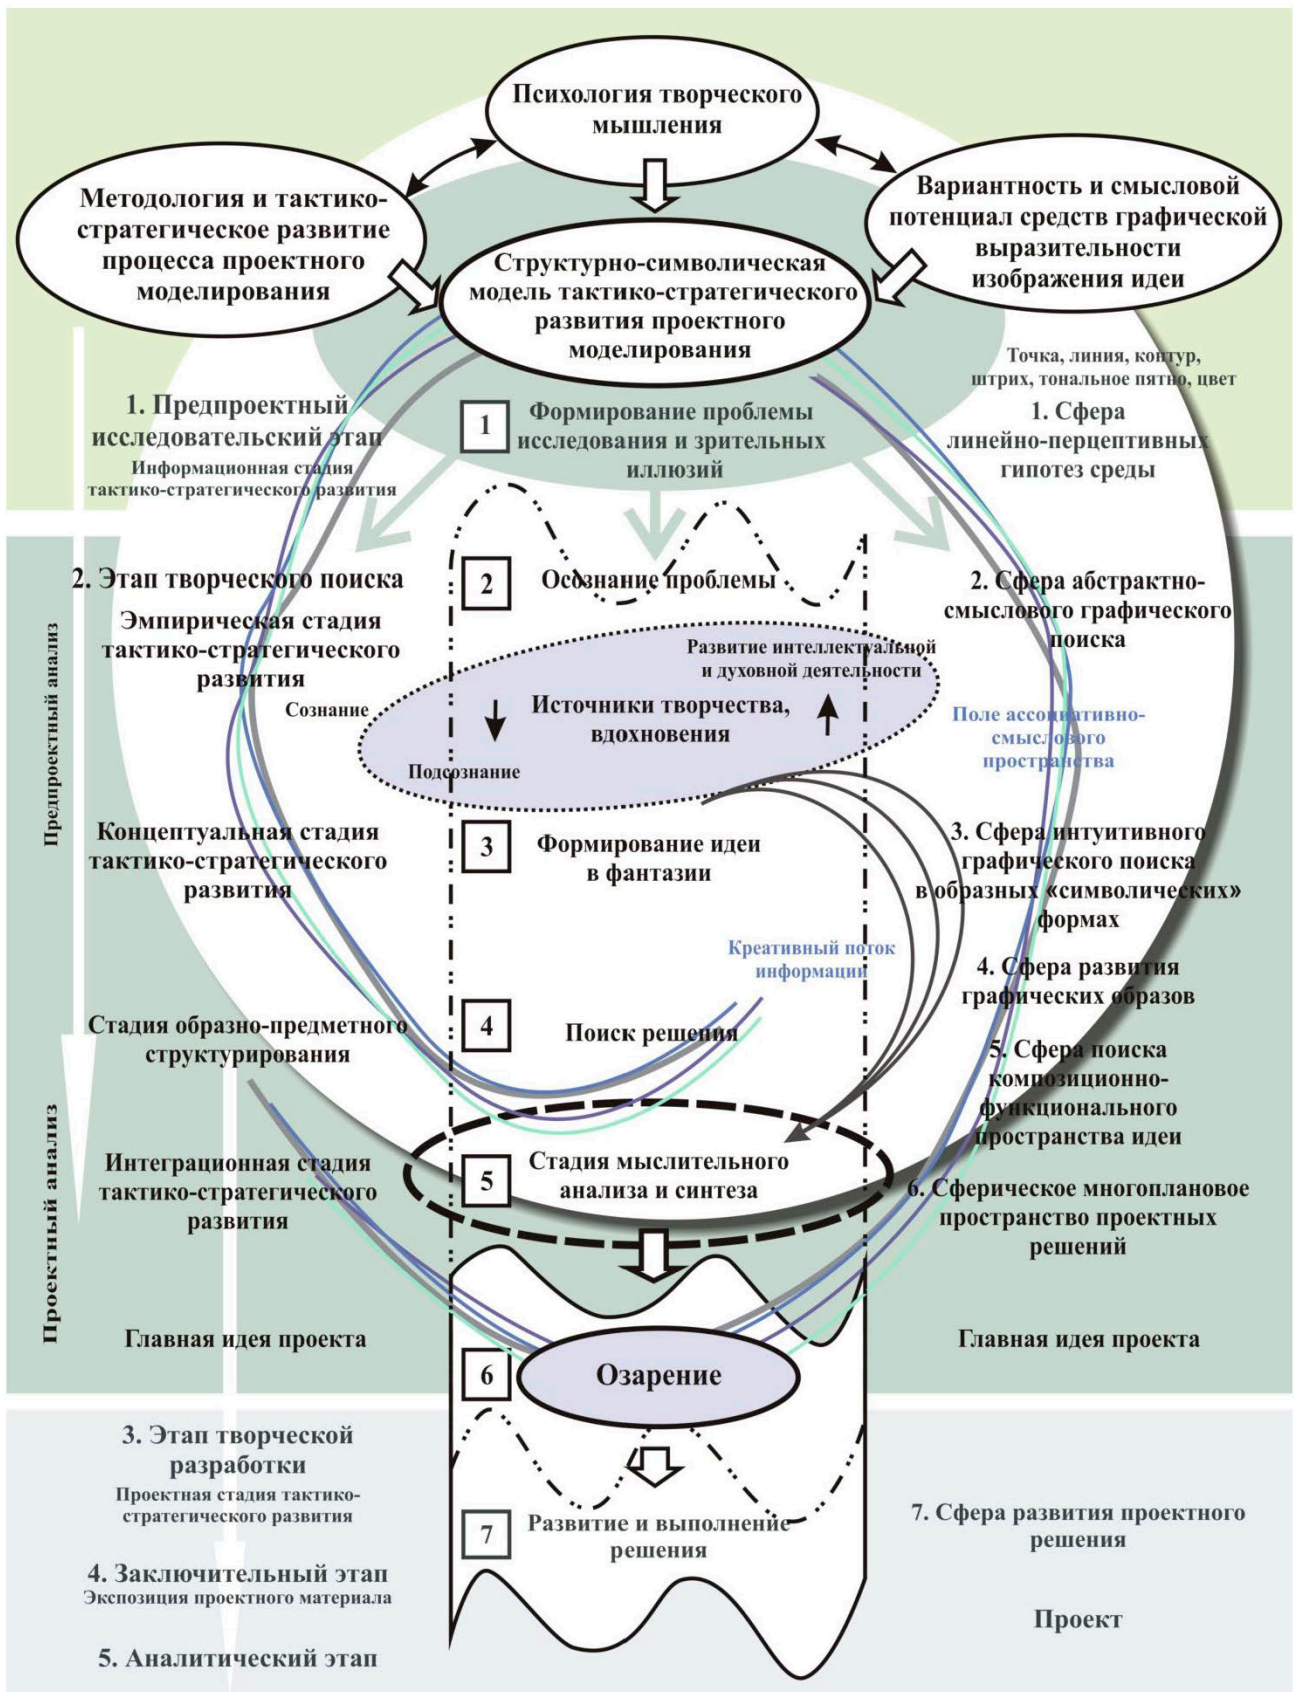 Психология творческого
мышления
Методология и тактико-
стратегическое развитие
процесса проектного
моделирования
Вариантность и смысловой
потенциал средств графической
выразительности
изображения идеи
Структурно-символическая
модель тактико-стратегического
развития проектного
моделирования
Точка, линия, контур,
штрих, тональное пятно, цвет
1. Предпроектный
исследовательский этап
Информационная стадия
тактико-стратегического развития
1
Формирование проблемы
исследования и зрительных
иллюзий
1. Сфера
линейно-перцептивных
гипотез среды
2. Этап творческого поиска
Эмпирическая стадия
тактико-стратегического
развития
2
Осознание проблемы
2. Сфера абстрактно-
смыслового графического
поиска
Развитие интеллектуальной
и духовной деятельности
Сознание
Источники творчества,
вдохновения
Подсознание
Поле ассоциативно-
смыслового
пространства
Предпроектный анализ
Концептуальная стадия
тактико-стратегического
развития
3
Формирование идеи
в фантазии
3. Сфера интуитивного
графического поиска
в образных «символических»
формах
Креативный поток
информации
4. Сфера развития
графических образов
Стадия образно-предметного
структурирования
4
Поиск решения
5. Сфера поиска
композиционно-
функционального
пространства идеи
Проектный анализ
Интеграционная стадия
тактико-стратегического
развития
5
Стадия мыслительного
анализа и синтеза
6. Сферическое многоплановое
пространство проектных
решений
Главная идея проекта
6
Озарение
Главная идея проекта
3. Этап творческой
разработки
Проектная стадия тактико-
стратегического развития
7
Развитие и выполнение
решения
7. Сфера развития проектного
решения
4. Заключительный этап
Экспозиция проектного материала
Проект
5. Аналитический этап